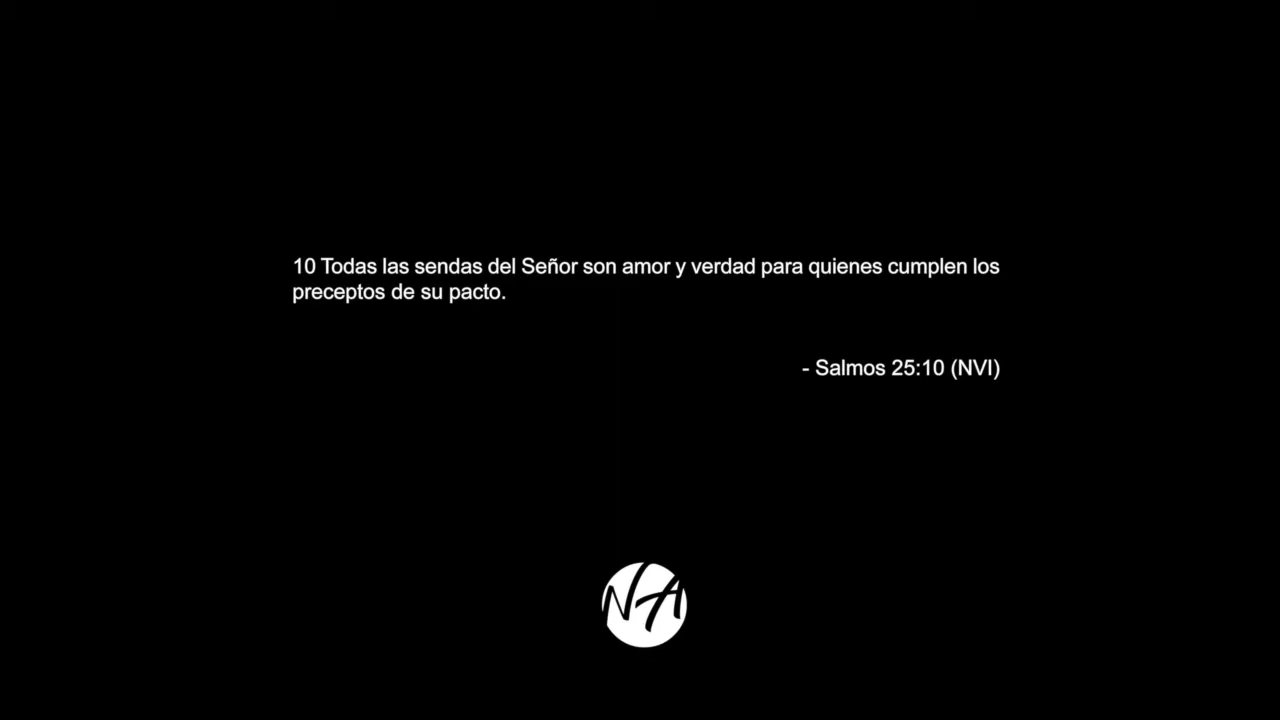 10 Todas las sendas del Señor son amor y verdad para quienes cumplen los
preceptos de su pacto.
- Salmos 25:10 (NVI)
NA